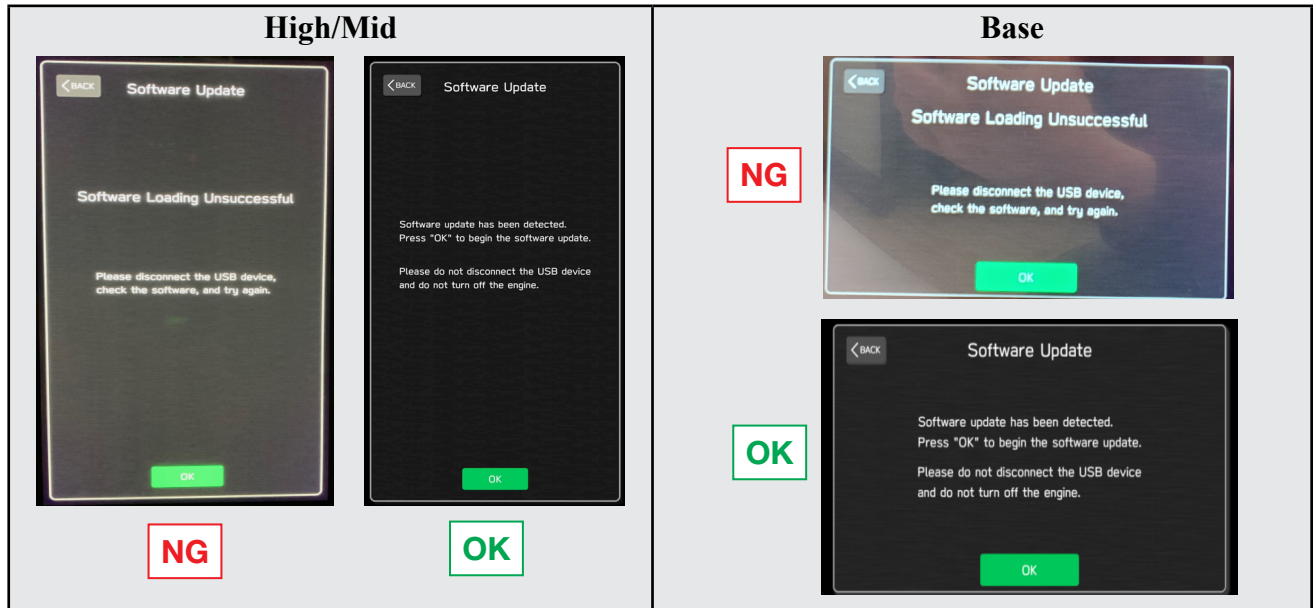 High/Mid
BACK
Software Update
Software Loading Unsuccessful
Please disconnect the USB device,
check the software, and try again.
OK
NG
BACK
Software Update
Software update has been detected.
Press "OK" to begin the software update.
Please do not disconnect the USB device
and do not turn off the engine.
OK
OK
Base
NG
BACK
Software Update
Software Loading Unsuccessful
Please disconnect the USB device,
check the software, and try again.
OK
OK
BACK
Software Update
Software update has been detected.
Press "OK" to begin the software update.
Please do not disconnect the USB device
and do not turn off the engine.
OK